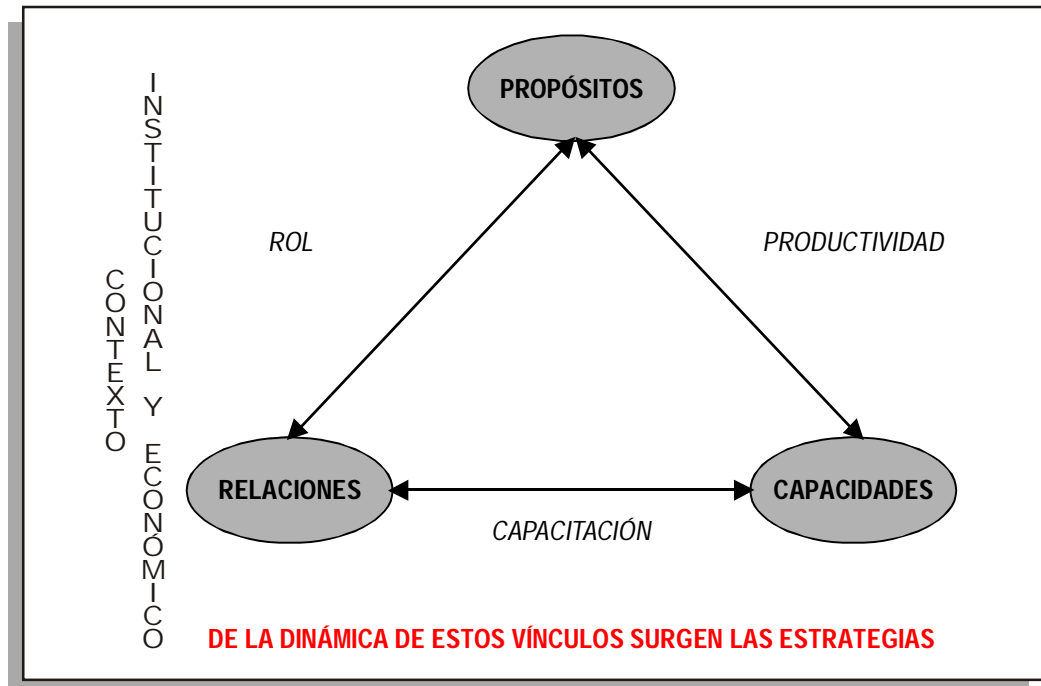 CONTEXTO
INSTITUCIONAL Y ECONÓMICO
PROPÓSITOS
ROL
PRODUCTIVIDAD
RELACIONES
CAPACIDADES
CAPACITACIÓN
DE LA DINÁMICA DE ESTOS VÍNCULOS SURGEN LAS ESTRATEGIAS